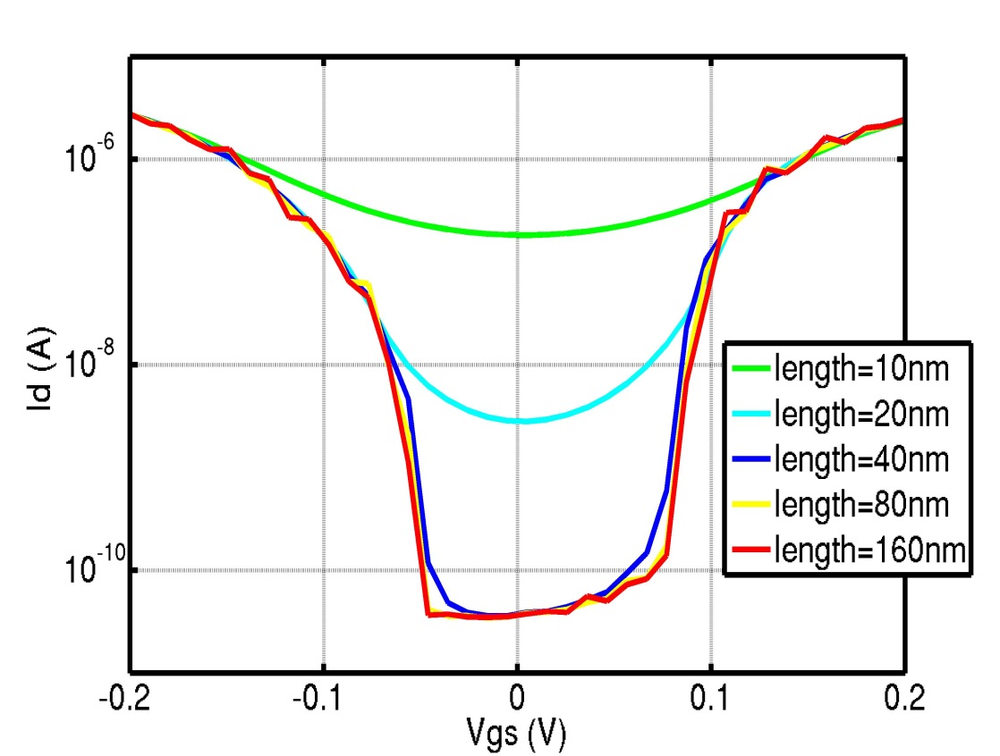 10^-6
10^-8
10^-10
Id (A)
-0.2 -0.1 0 0.1 0.2
Vgs (V)
length=10nm
length=20nm
length=40nm
length=80nm
length=160nm